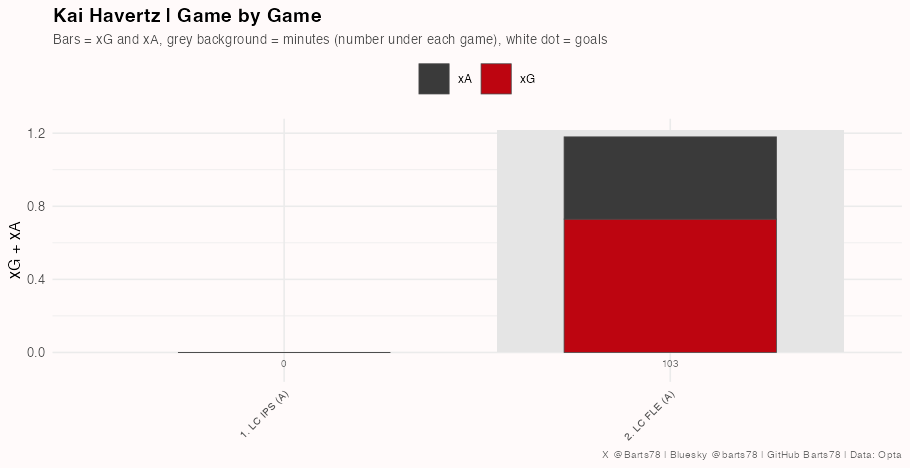 Kai Havertz | Game by Game
Bars = xG and xA, grey background = minutes (number under each game), white dot = goals
xA xG
1.2
0.8
0.4
0.0
xG + xA
0 103
1. LC IPS (A) 2. LC FLE (A)
X @Barts78 | Bluesky @barts78 | GitHub Barts78 | Data: Opta